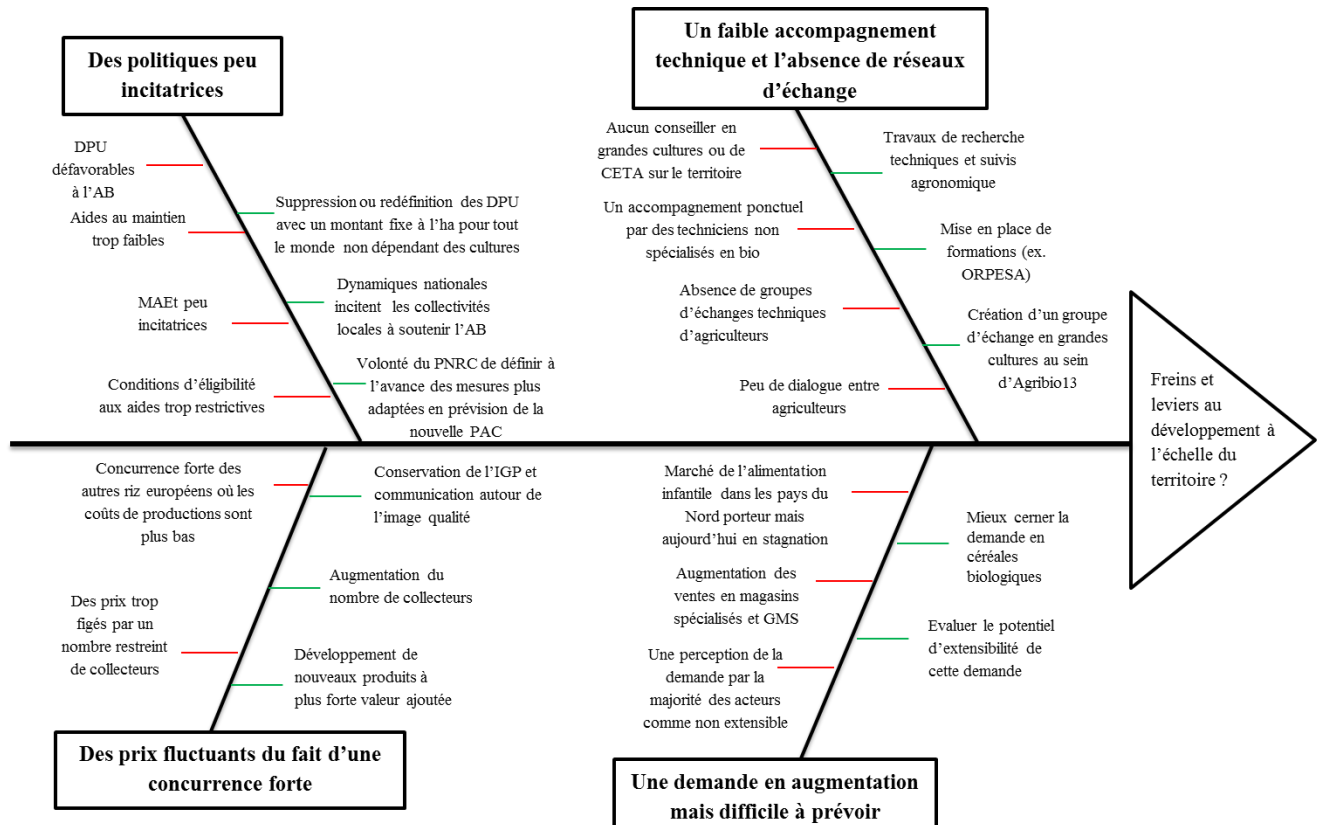 Des politiques peu
incitatrices
DPU
défavorables
à l’AB
Aides au maintien
trop faibles
MAEt peu
incitatrices
Conditions d’éligibilité
aux aides trop restrictives
Suppression ou redéfinition des DPU
avec un montant fixe à l’ha pour tout
le monde non dépendant des cultures
Dynamiques nationales
incitent les collectivités
locales à soutenir l’AB
Volonté du PNRC de définir à
l’avance des mesures plus
adaptées en prévision de la
nouvelle PAC
Un faible accompagnement
technique et l’absence de réseaux
d’échange
Aucun conseiller en
grandes cultures ou de
CETA sur le territoire
Un accompagnement ponctuel
par des techniciens non
spécialisés en bio
Absence de groupes
d’échanges techniques
d’agriculteurs
Peu de dialogue entre
agriculteurs
Travaux de recherche
techniques et suivis
agronomique
Mise en place de
formations (ex.
ORPESA)
Création d’un groupe
d’échange en grandes
cultures au sein
d’Agribio13
Freins et
leviers au
développement à
l’échelle du
territoire ?
Concurrence forte des
autres riz européens où les
coûts de productions sont
plus bas
Des prix trop
figés par un
nombre restreint
de collecteurs
Conservation de l’IGP et
communication autour de
l’image qualité
Augmentation du
nombre de collecteurs
Développement de
nouveaux produits à
plus forte valeur ajoutée
Des prix fluctuants du fait d’une
concurrence forte
Marché de l’alimentation
infantile dans les pays du
Nord porteur mais
aujourd’hui en stagnation
Augmentation des
ventes en magasins
spécialisés et GMS
Une perception de la
demande par la
majorité des acteurs
comme non extensible
Mieux cerner la
demande en
céréales
biologiques
Evaluer le potentiel
d’extensibilité de
cette demande
Une demande en augmentation
mais difficile à prévoir